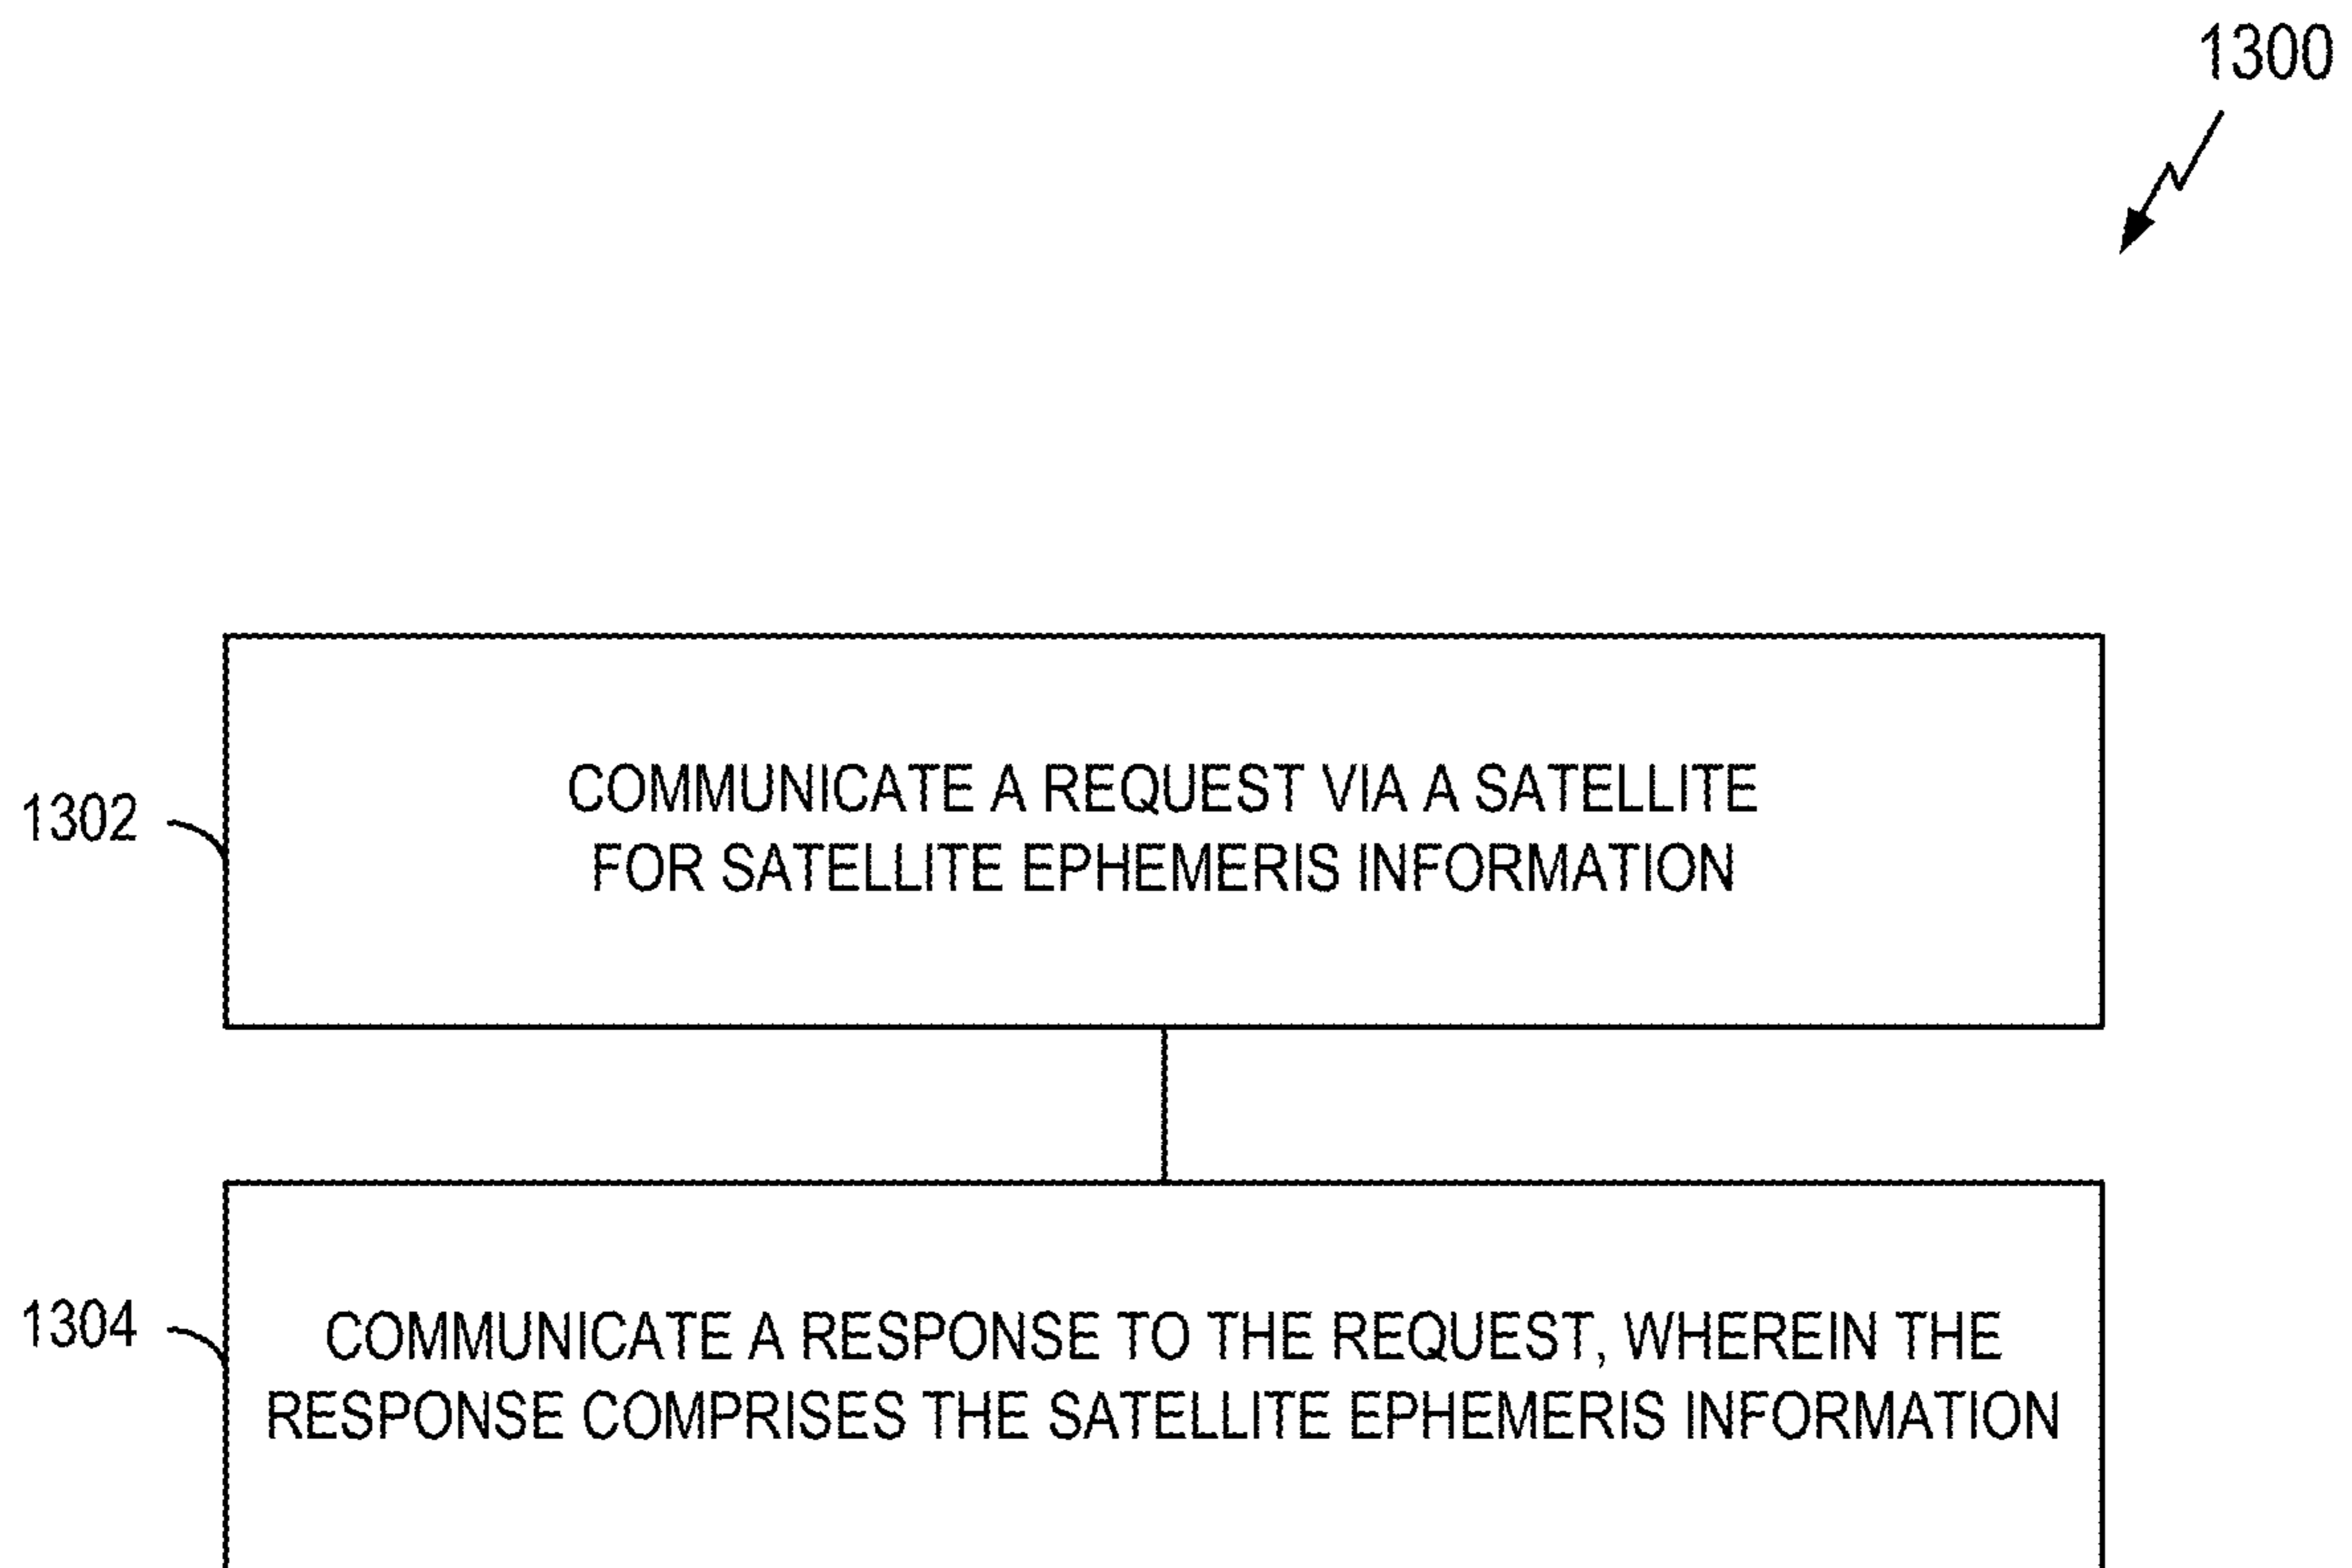 1300
1302
COMMUNICATE A REQUEST VIA A SATELLITE
FOR SATELLITE EPHEMERIS INFORMATION
1304
COMMUNICATE A RESPONSE TO THE REQUEST, WHEREIN THE
RESPONSE COMPRISES THE SATELLITE EPHEMERIS INFORMATION